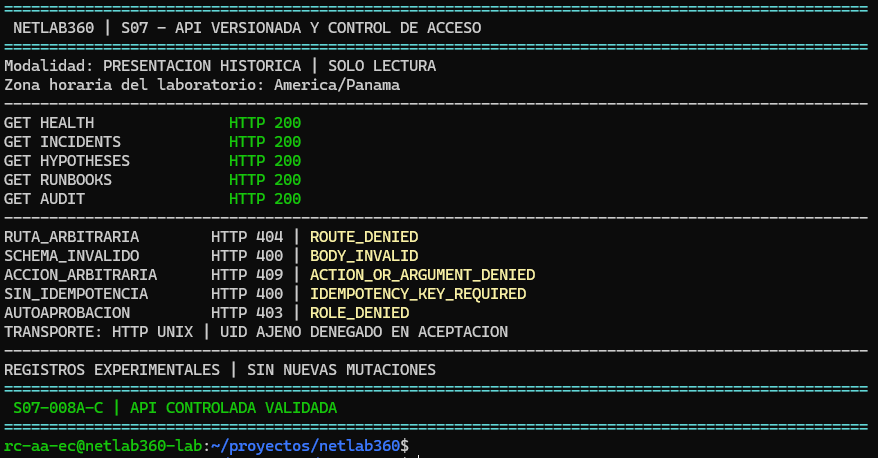 ================================================================================================
NETLAB360 | S07 - API VERSIONADA Y CONTROL DE ACCESO
================================================================================================
Modalidad: PRESENTACION HISTORICA | SOLO LECTURA
Zona horaria del laboratorio: America/Panama
------------------------------------------------------------------------------------------------
GET HEALTH HTTP 200
GET INCIDENTS HTTP 200
GET HYPOTHESES HTTP 200
GET RUNBOOKS HTTP 200
GET AUDIT HTTP 200
------------------------------------------------------------------------------------------------
RUTA_ARBITRARIA HTTP 404 | ROUTE_DENIED
SCHEMA_INVALIDO HTTP 400 | BODY_INVALID
ACCION_ARBITRARIA HTTP 409 | ACTION_OR_ARGUMENT_DENIED
SIN_IDEMPOTENCIA HTTP 400 | IDEMPOTENCY_KEY_REQUIRED
AUTOAPROBACION HTTP 403 | ROLE_DENIED
TRANSPORTE: HTTP UNIX | UID AJENO DENEGADO EN ACEPTACION
------------------------------------------------------------------------------------------------
REGISTROS EXPERIMENTALES | SIN NUEVAS MUTACIONES
================================================================================================
S07-008A-C | API CONTROLADA VALIDADA
================================================================================================
rc-aa-ec@netlab360-lab:~/proyectos/netlab360$